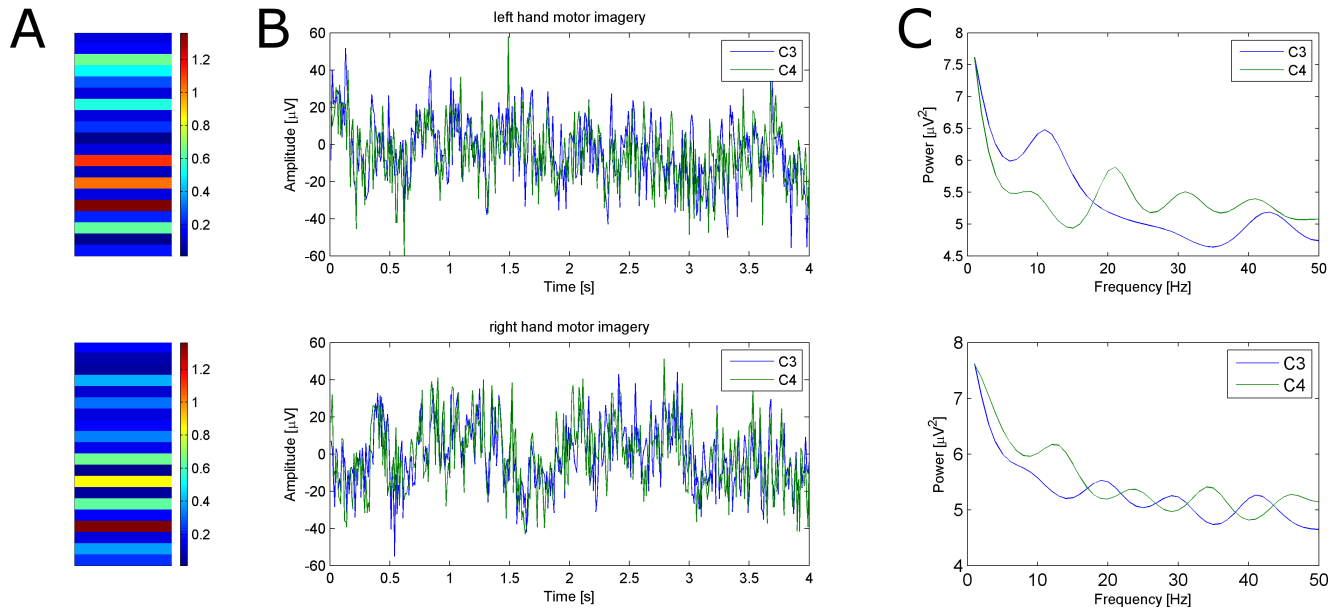 A
1.2
1
0.8
0.6
0.4
0.2
1.2
1
0.8
0.6
0.4
0.2
B
left hand motor imagery
C3
C4
60
40
20
0
-20
-40
-60
Amplitude [μV]
0 0.5 1 1.5 2 2.5 3 3.5 4
Time [s]
right hand motor imagery
C3
C4
60
40
20
0
-20
-40
-60
Amplitude [μV]
0 0.5 1 1.5 2 2.5 3 3.5 4
Time [s]
C
C3
C4
8
7.5
7
6.5
6
5.5
5
4.5
Power [μV²]
0 10 20 30 40 50
Frequency [Hz]
C3
C4
8
7
6
5
4
Power [μV²]
0 10 20 30 40 50
Frequency [Hz]